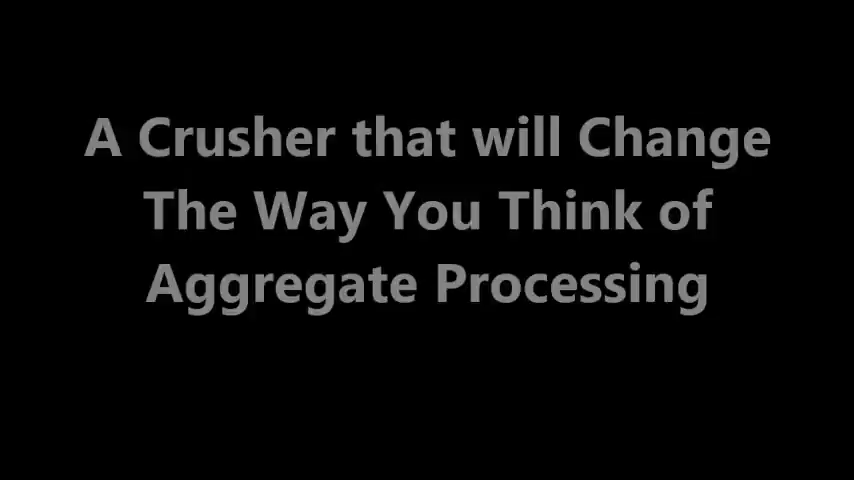 A Crusher that will Change
The Way You Think of
Aggregate Processing